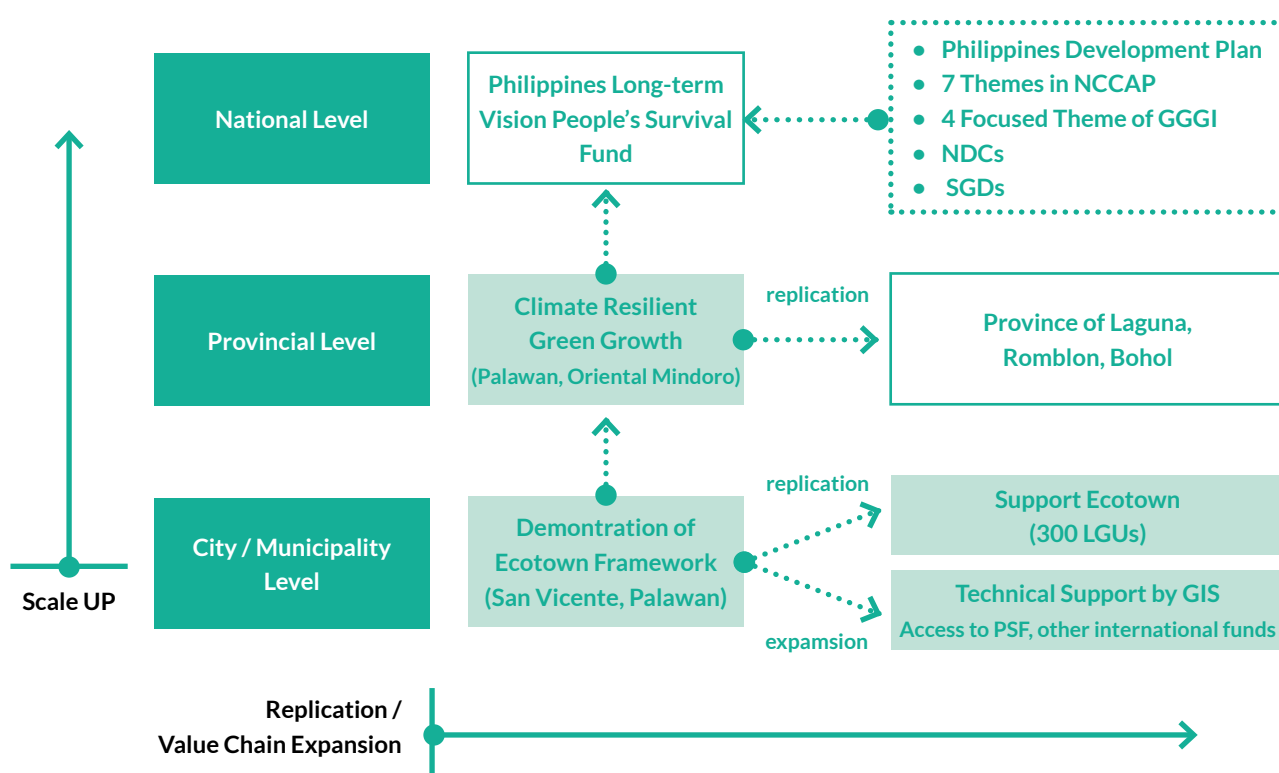 National Level
Philippines Long-term
Vision People's Survival
Fund
● Philippines Development Plan
● 7 Themes in NCCAP
● 4 Focused Theme of GGGI
● NDCs
● SGDs
Provincial Level
Climate Resilient
Green Growth
(Palawan, Oriental Mindoro)
replication
Province of Laguna,
Romblon, Bohol
City / Municipality
Level
Demontration of
Ecotown Framework
(San Vicente, Palawan)
replication
Support Ecotown
(300 LGUs)
expamsion
Technical Support by GIS
Access to PSF, other international funds
Scale UP
Replication /
Value Chain Expansion